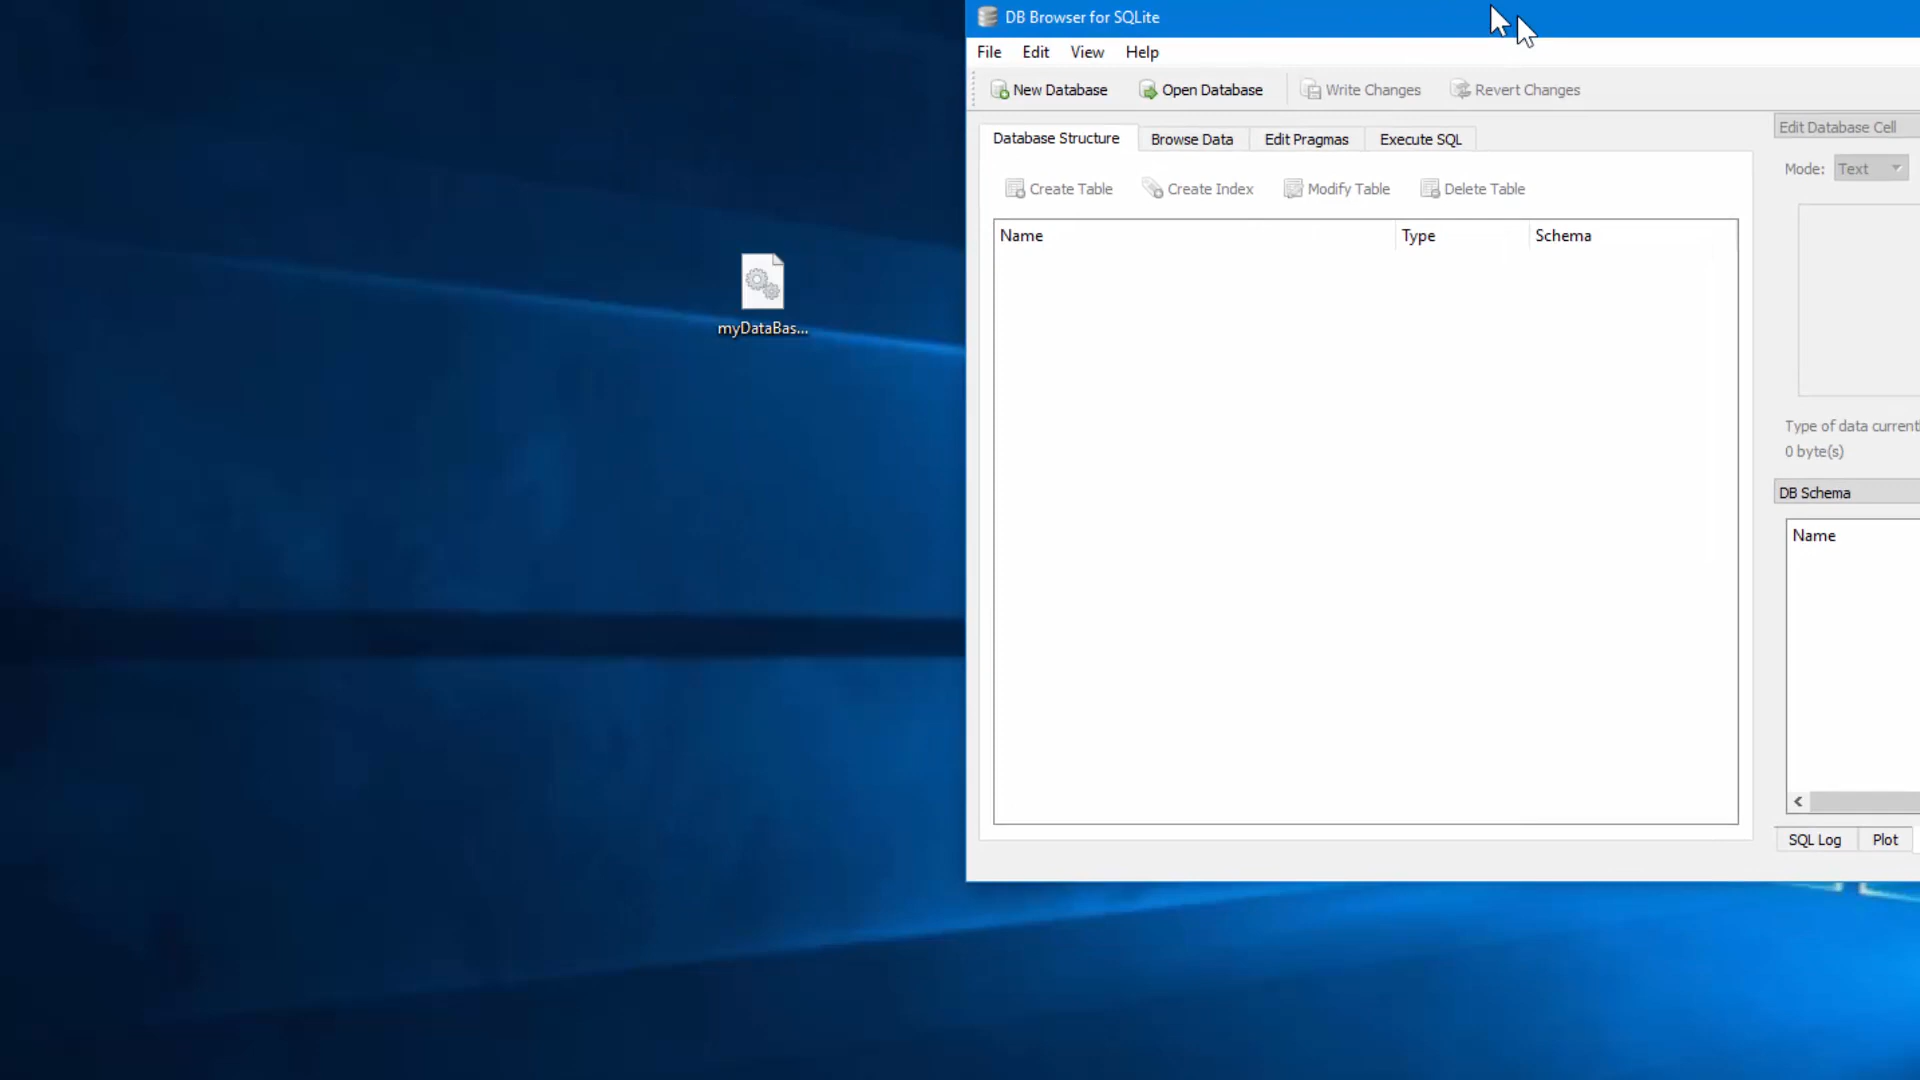 DB Browser for SQLite
File Edit View Help
New Database Open Database Write Changes Revert Changes
Database Structure Browse Data Edit Pragmas Execute SQL
Edit Database Cell
Mode: Text
Create Table Create Index Modify Table Delete Table
Name Type Schema
myDataBas...
Type of data current
0 byte(s)
DB Schema
Name
SQL Log Plot